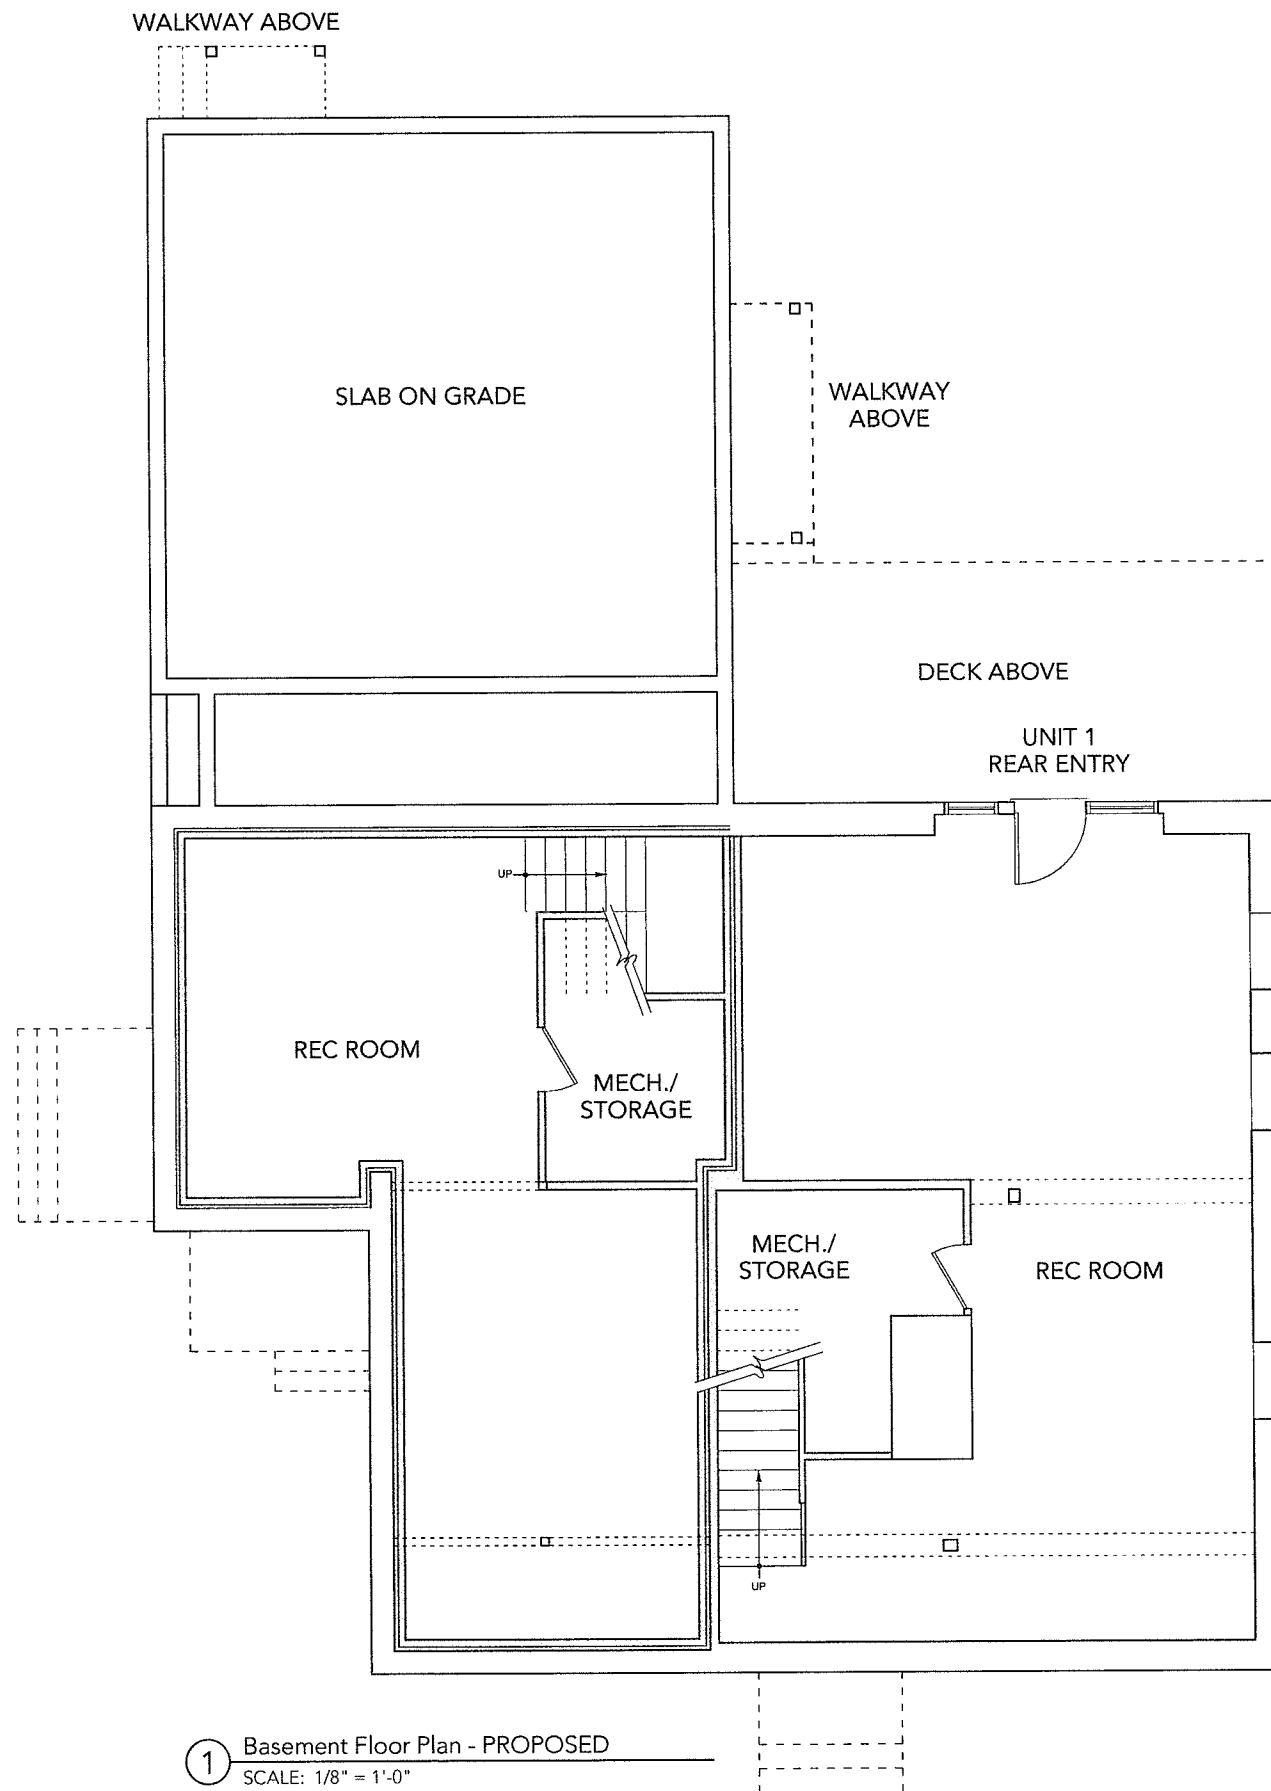 WALKWAY ABOVE
SLAB ON GRADE
WALKWAY
ABOVE
DECK ABOVE
UNIT 1
REAR ENTRY
UP
REC ROOM
MECH./
STORAGE
MECH./
STORAGE
REC ROOM
UP
1
Basement Floor Plan - PROPOSED
SCALE: 1/8" = 1'-0"